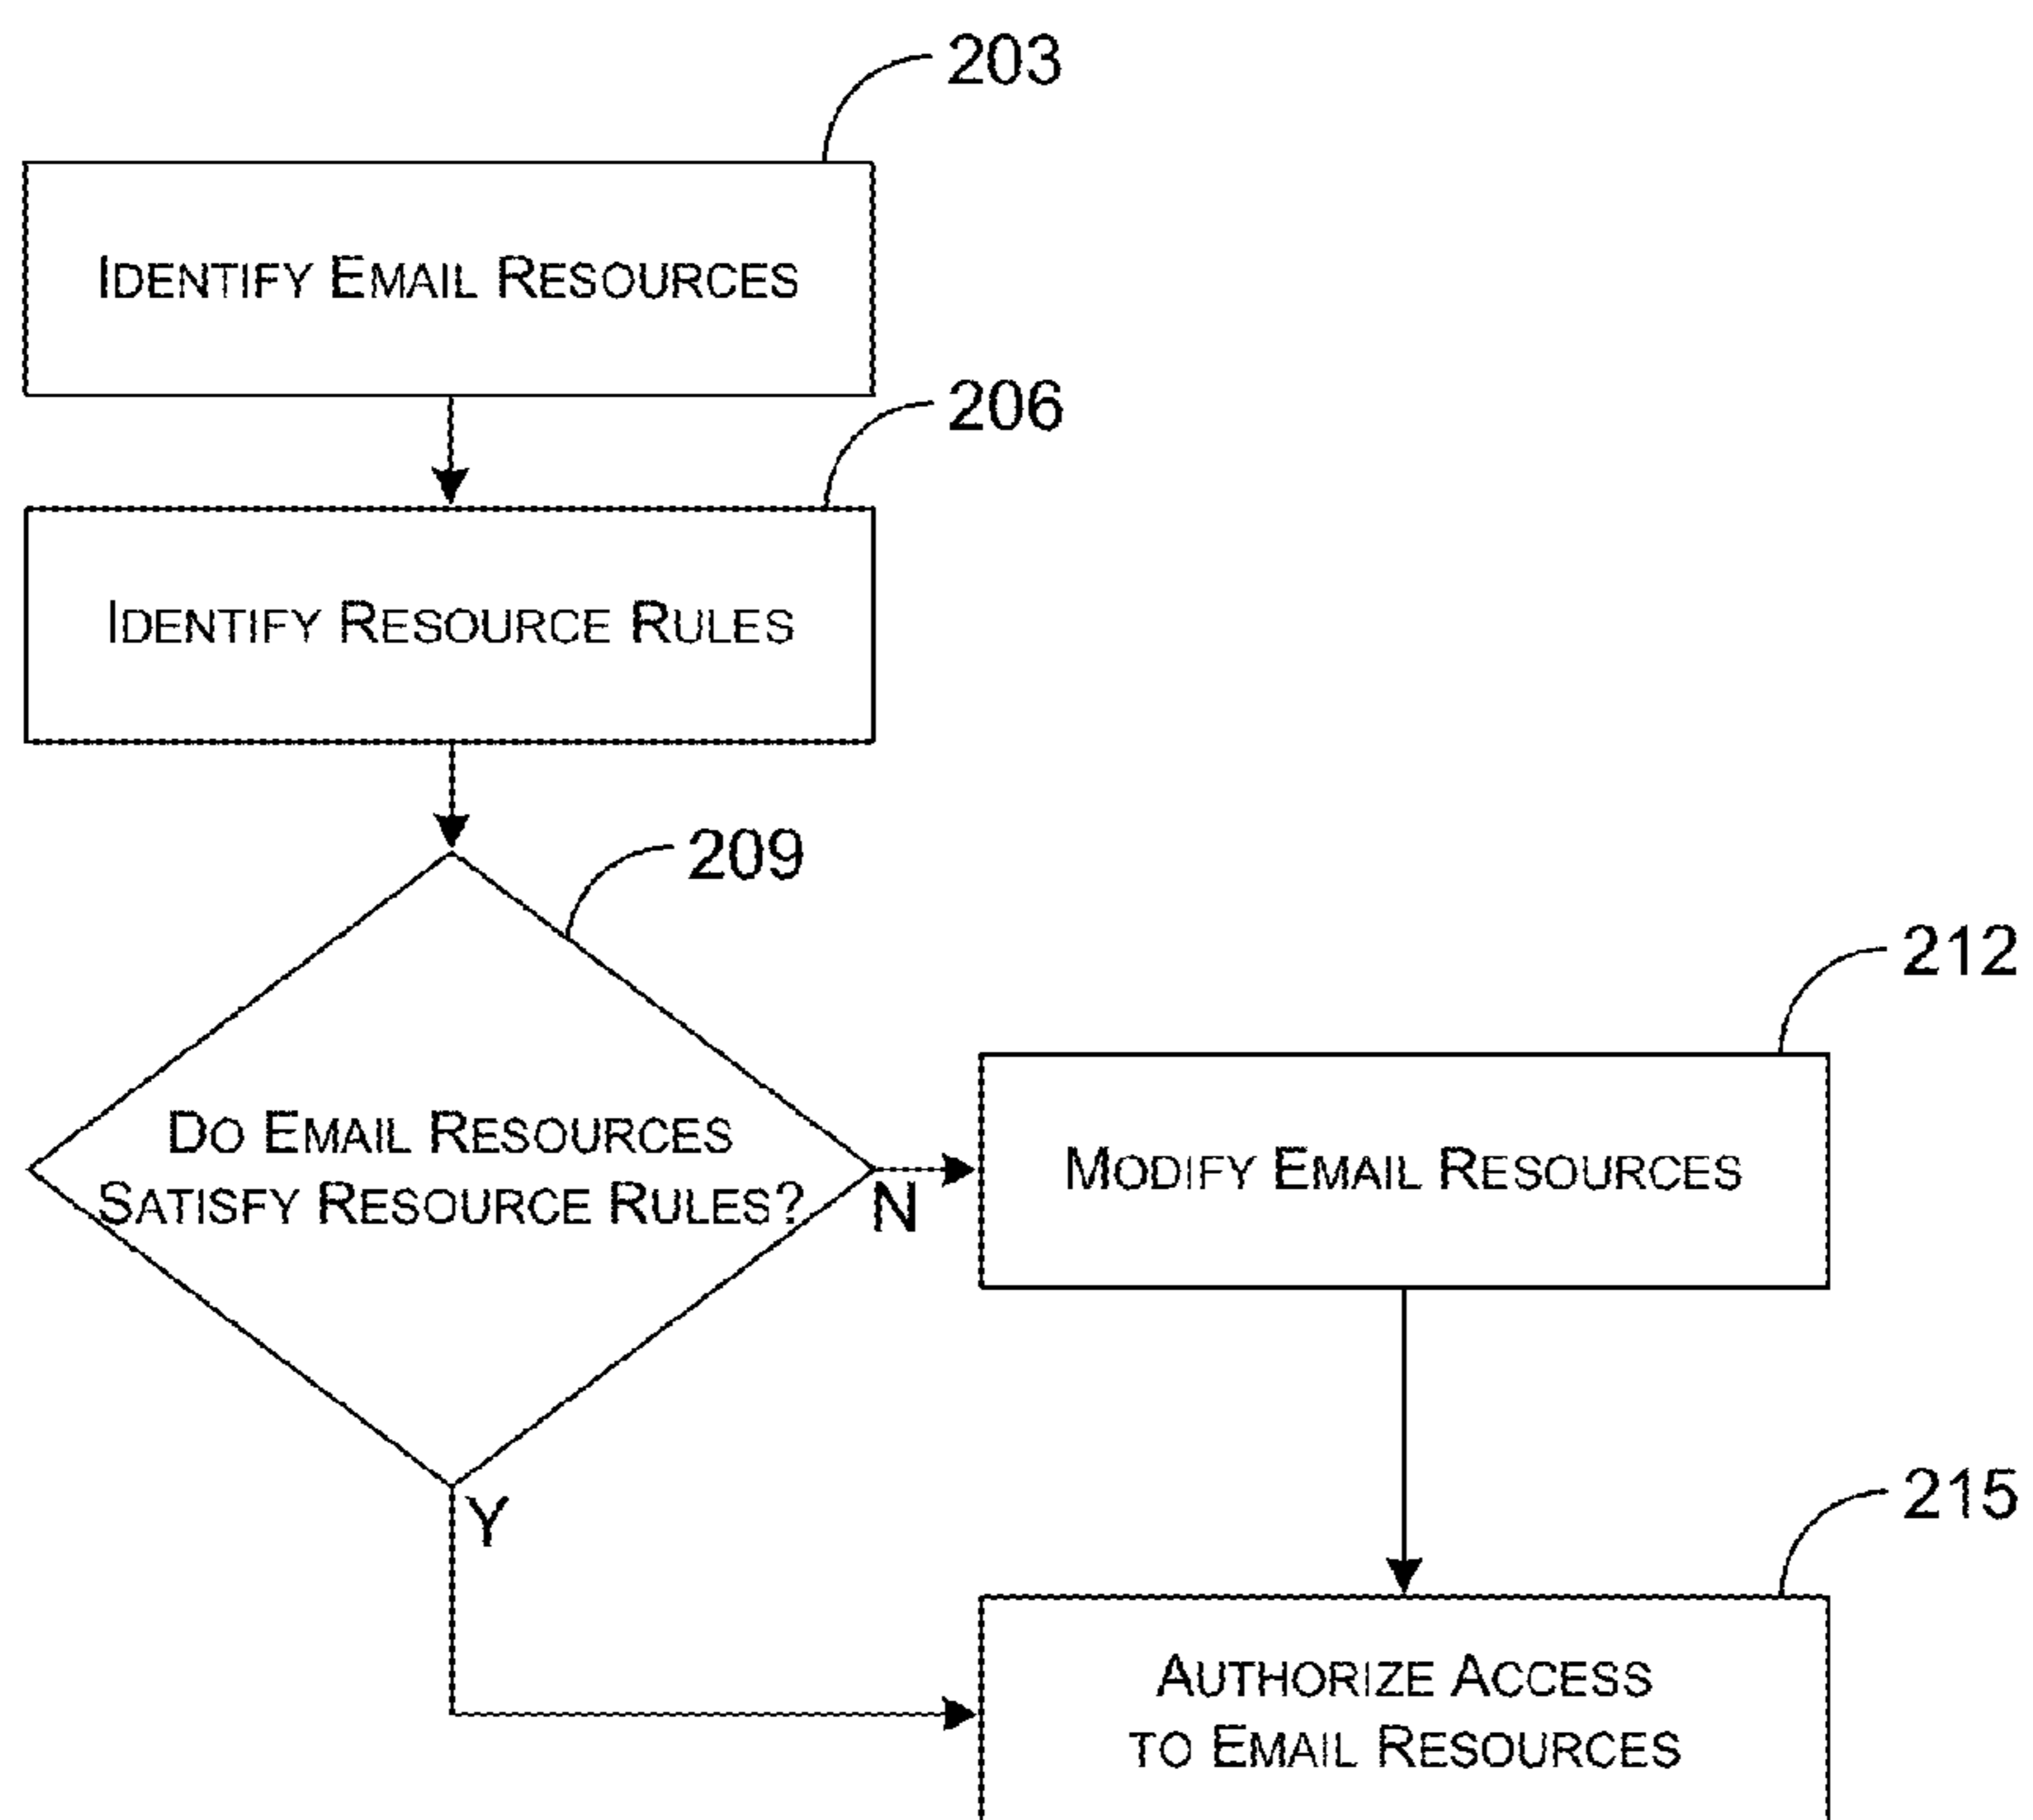 203
IDENTIFY EMAIL RESOURCES
206
IDENTIFY RESOURCE RULES
209
DO EMAIL RESOURCES
SATISFY RESOURCE RULES?
N
212
MODIFY EMAIL RESOURCES
Y
215
AUTHORIZE ACCESS
TO EMAIL RESOURCES